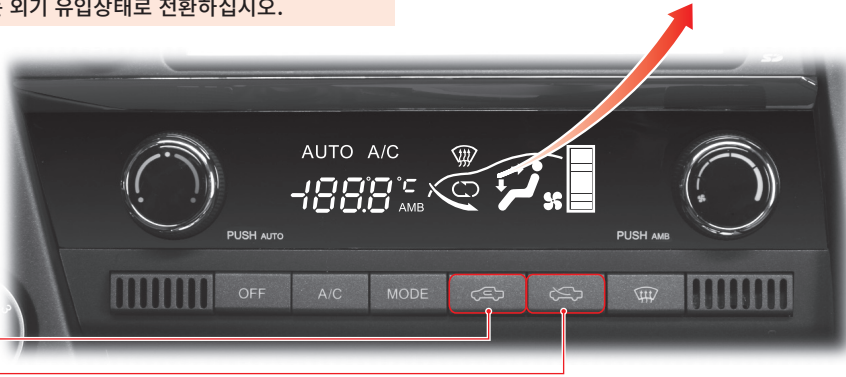 외기 유입상태로 전환하십시오.
AUTO A/C
-188.8°C
AMB
PUSH AUTO
PUSH AMB
OFF A/C MODE